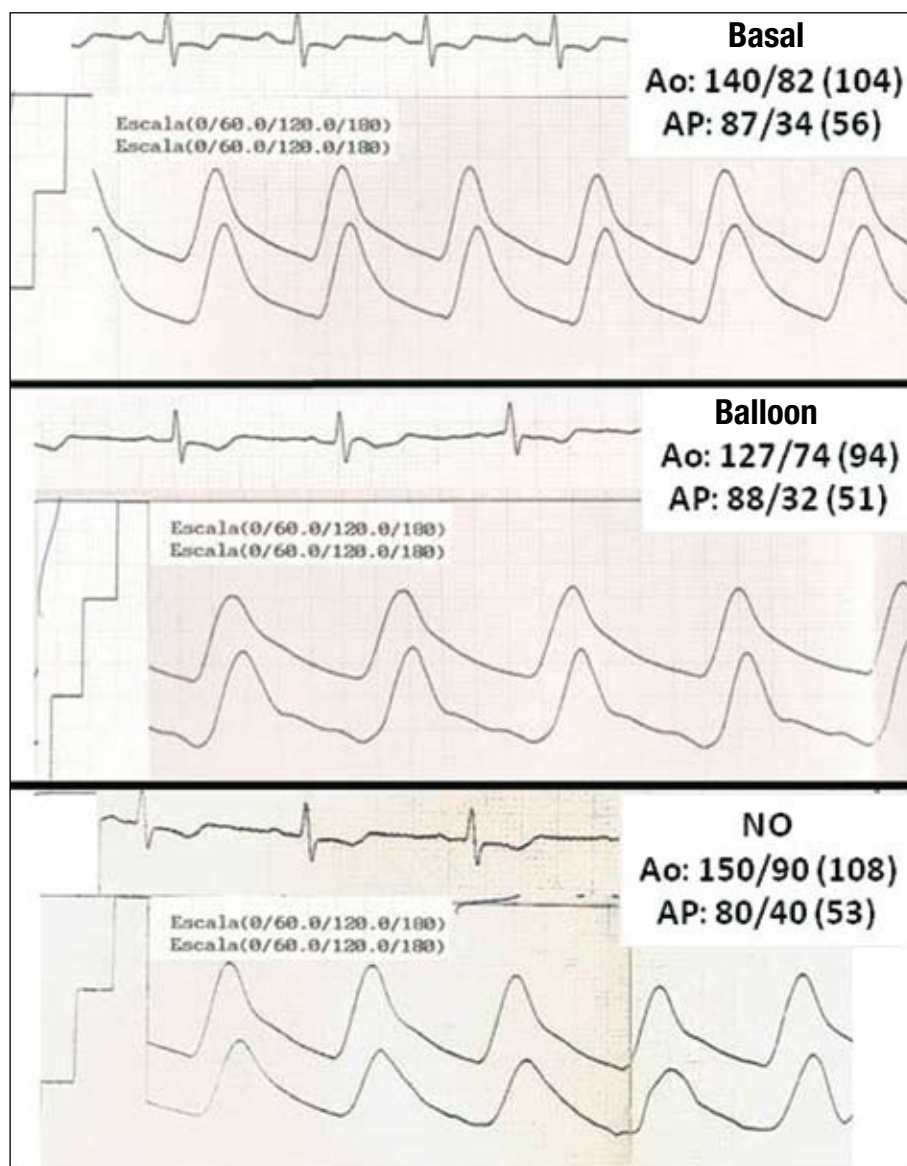 Basal
Ao: 140/82 (104)
AP: 87/34 (56)
Escala(0/60.0/120.0/180)
Escala(0/60.0/120.0/180)
Balloon
Ao: 127/74 (94)
AP: 88/32 (51)
Escala(0/60.0/120.0/180)
Escala(0/60.0/120.0/180)
NO
Ao: 150/90 (108)
AP: 80/40 (53)
Escala(0/60.0/120.0/180)
Escala(0/60.0/120.0/180)